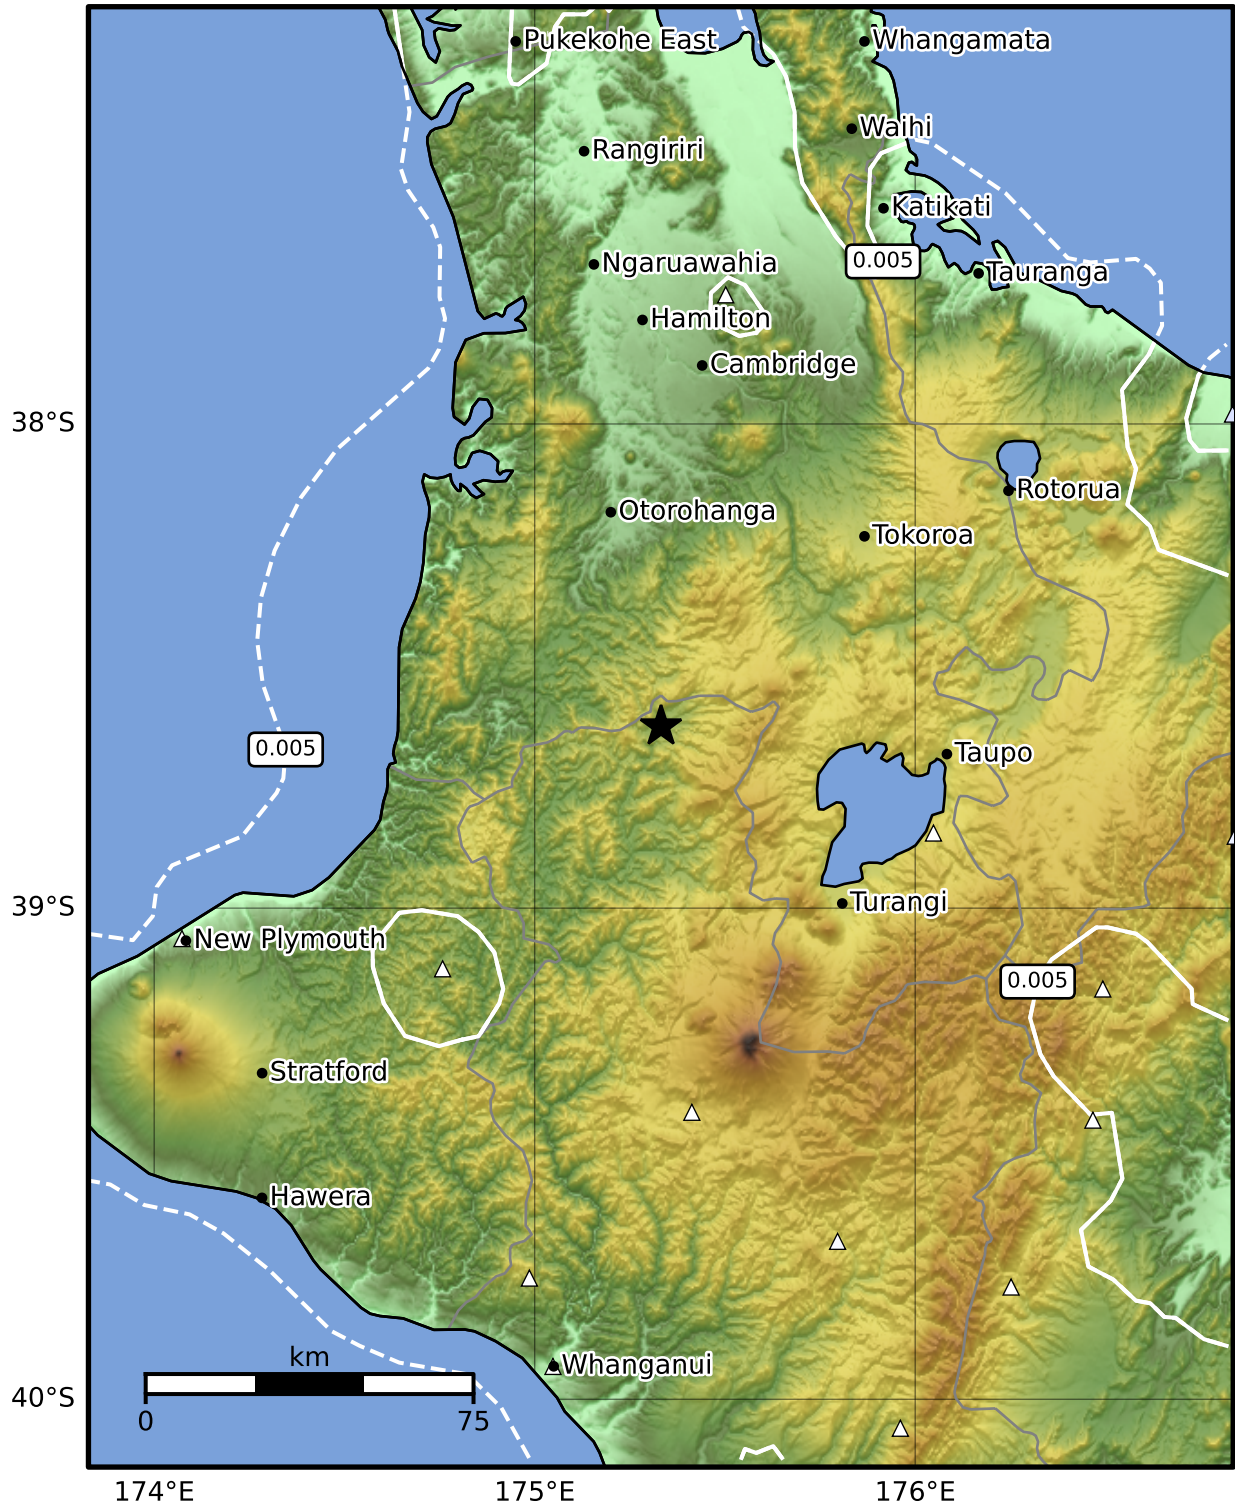 Pukekohe East
Whangamata
Waihi
Rangiriri
Katikati
0.005
Ngaruawahia
Tauranga
Hamilton
Cambridge
38°S
Rotorua
Otorohanga
Tokoroa
0.005
Taupo
39°S
Turangi
New Plymouth
0.005
Stratford
Hawera
km
Whanganui
40°S
0
75
174°E
175°E
176°E